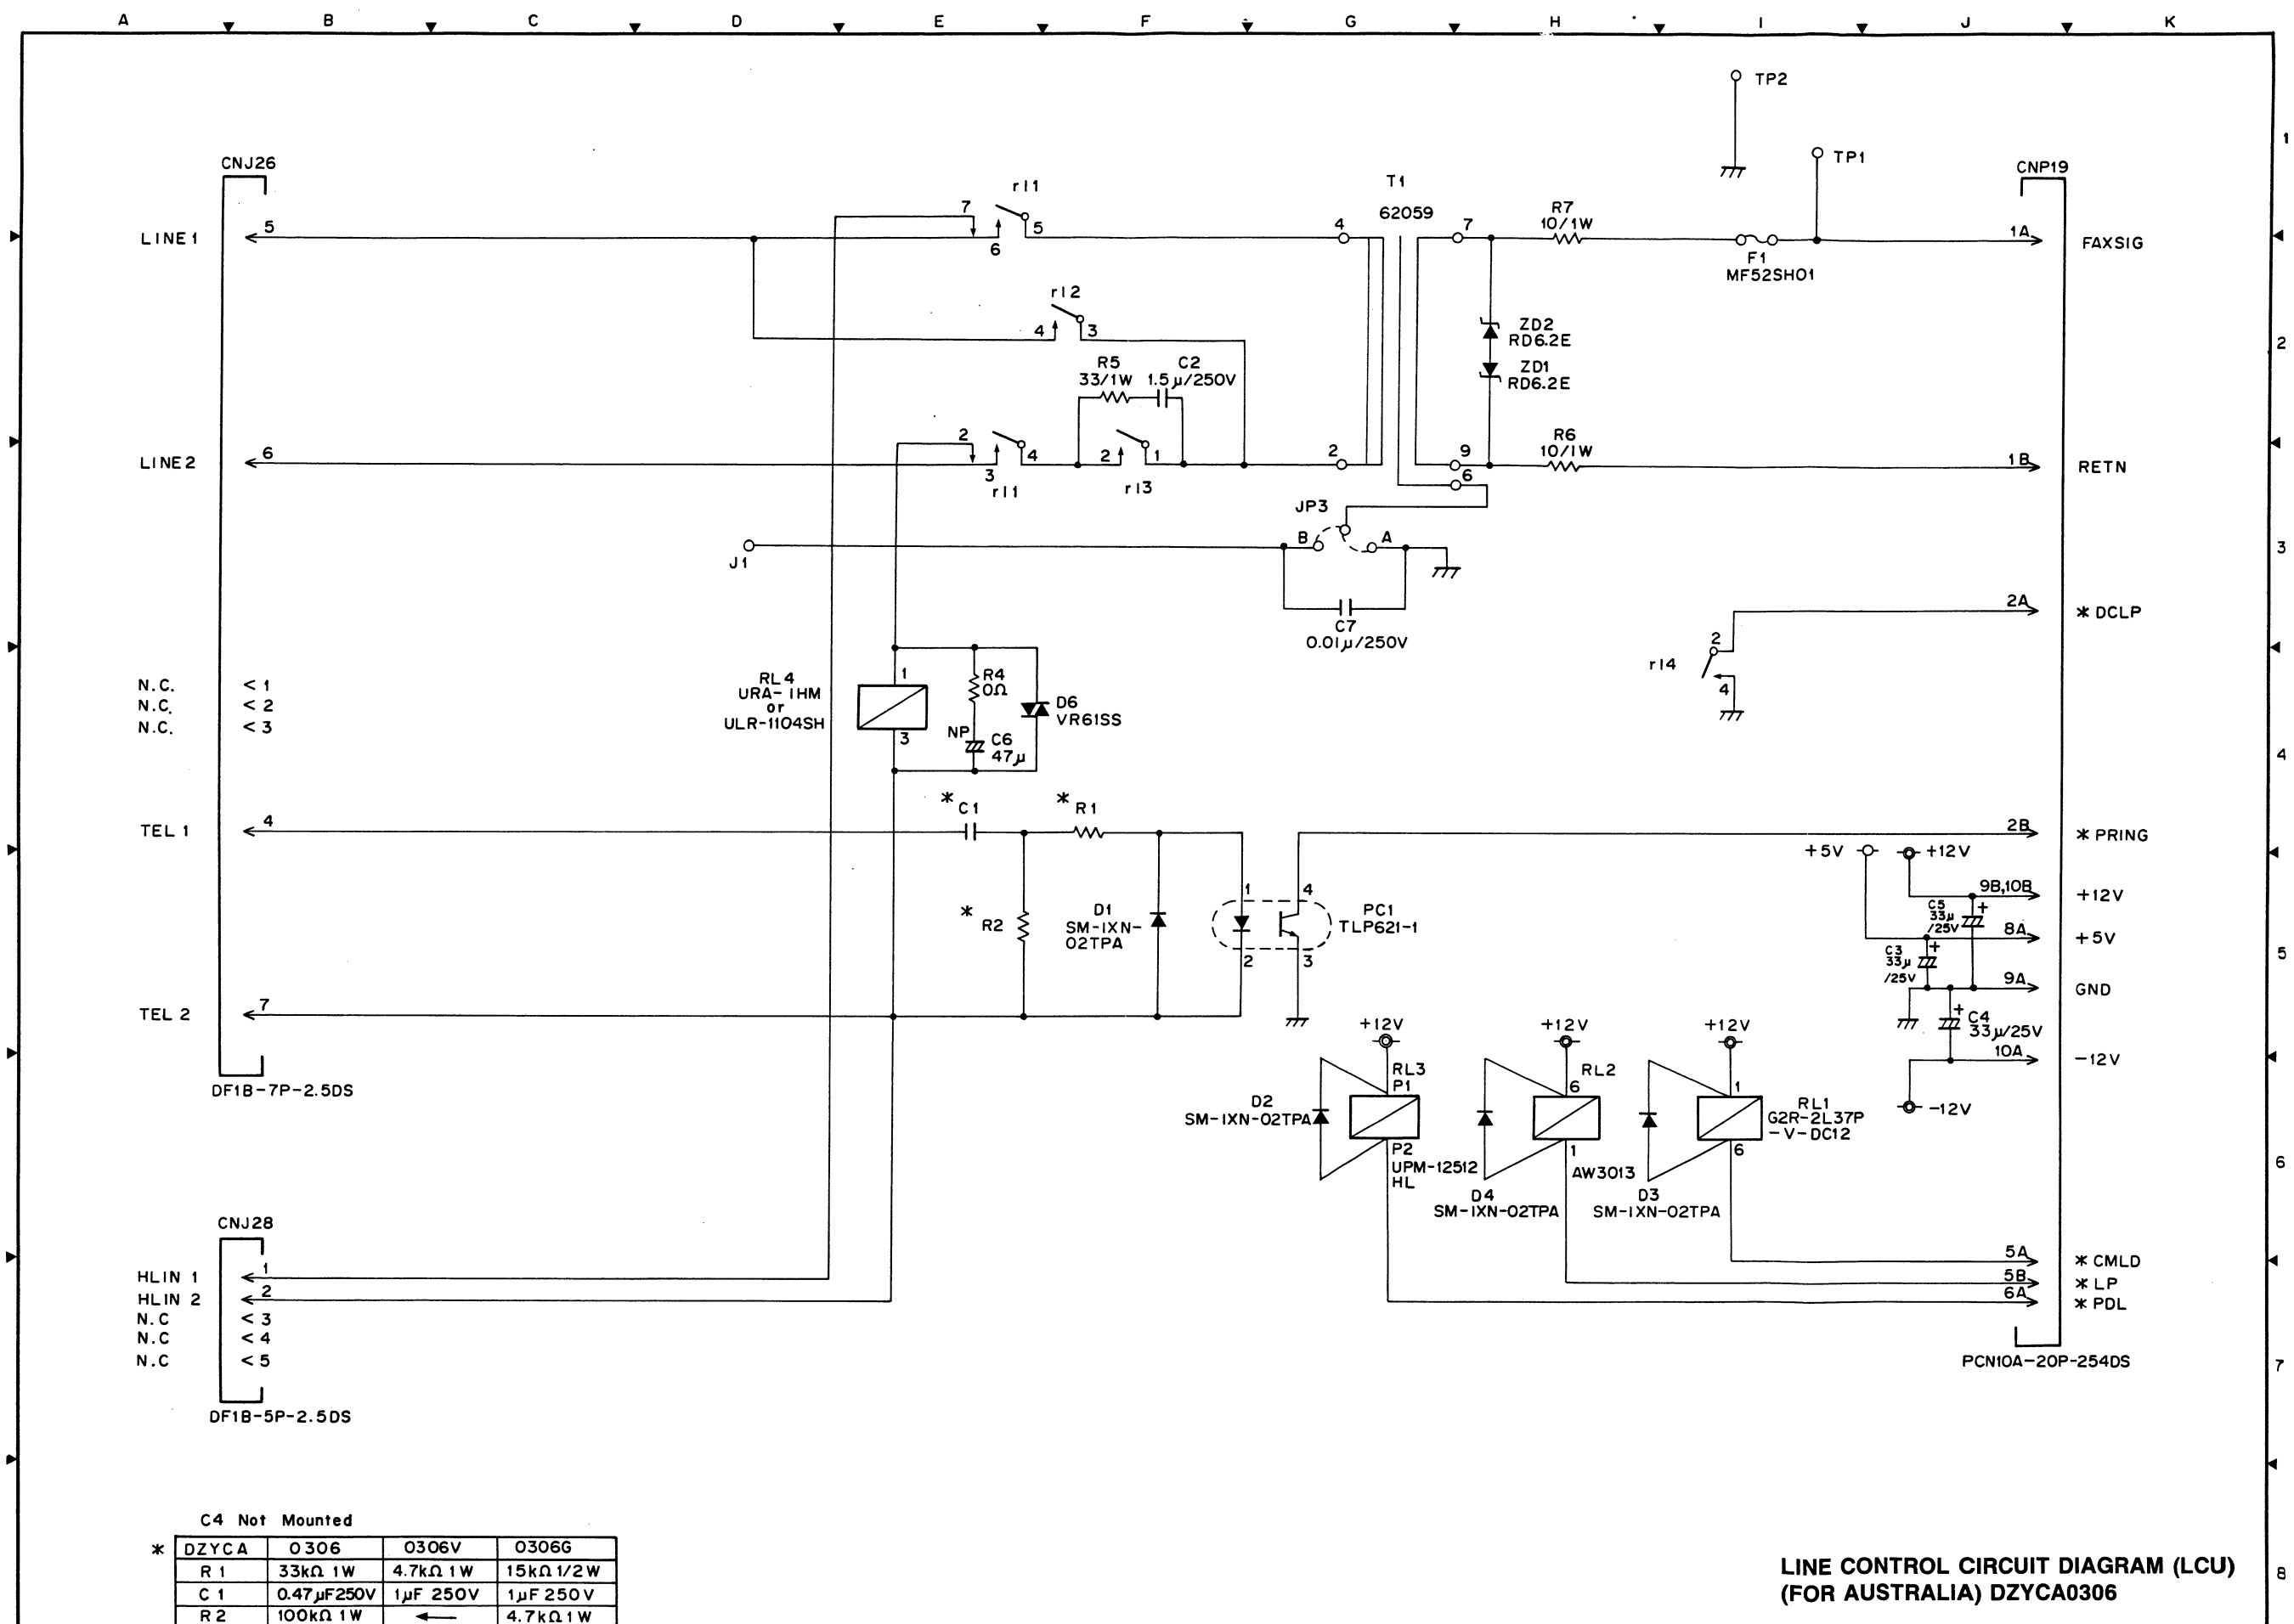 A B C D E F G H I J K
TP2
1
TP1
CNJ26
CNP19
rl1
T1
62059
R7
10/1W
LINE1
5
7
6
5
4
7
F1
MF52SH01
1A
FAXSIG
rl2
4
3
ZD2
RD6.2E
2
R5
33/1W
C2
1.5μ/250V
ZD1
RD6.2E
LINE2
6
2
3
4
rl1
2
1
rl3
2
9
6
R6
10/1W
1B
RETN
JP3
B
A
J1
3
C7
0.01μ/250V
2A
* DCLP
rl4
2
4
N.C. < 1
N.C. < 2
N.C. < 3
RL4
URA-1HM
or
ULR-1104SH
1
3
R4
0Ω
NP
C6
47μ
D6
VR61SS
4
TEL 1
4
* C1
* R1
2B
* PRING
+5V
+12V
9B,10B
+12V
* R2
D1
SM-1XN-
02TPA
1
2
4
3
PC1
TLP621-1
C5
33μ
/25V
+
8A
+5V
C3
33μ
/25V
+
5
9A
GND
TEL 2
7
+
C4
33μ/25V
10A
-12V
-12V
DF1B-7P-2.5DS
+12V
+12V
+12V
D2
SM-1XN-02TPA
RL3
P1
P2
UPM-12512
HL
RL2
6
1
AW3013
D4
SM-1XN-02TPA
1
6
RL1
G2R-2L37P
-V-DC12
D3
SM-1XN-02TPA
6
CNJ28
HLIN 1
1
HLIN 2
2
N.C < 3
N.C < 4
N.C < 5
DF1B-5P-2.5DS
5A
* CMLD
5B
* LP
6A
* PDL
PCN10A-20P-254DS
7
C4 Not Mounted
* DZYCA 0306 0306V 0306G
R1 33kΩ 1W 4.7kΩ 1W 15kΩ 1/2W
C1 0.47μF250V 1μF 250V 1μF 250V
R2 100kΩ 1W ← 4.7kΩ 1W
8
LINE CONTROL CIRCUIT DIAGRAM (LCU)
(FOR AUSTRALIA) DZYCA0306